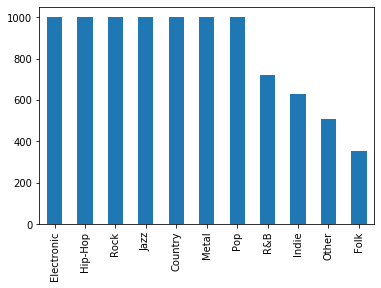 1000
800
600
400
200
0
Electronic
Hip-Hop
Rock
Jazz
Country
Metal
Pop
R&B
Indie
Other
Folk